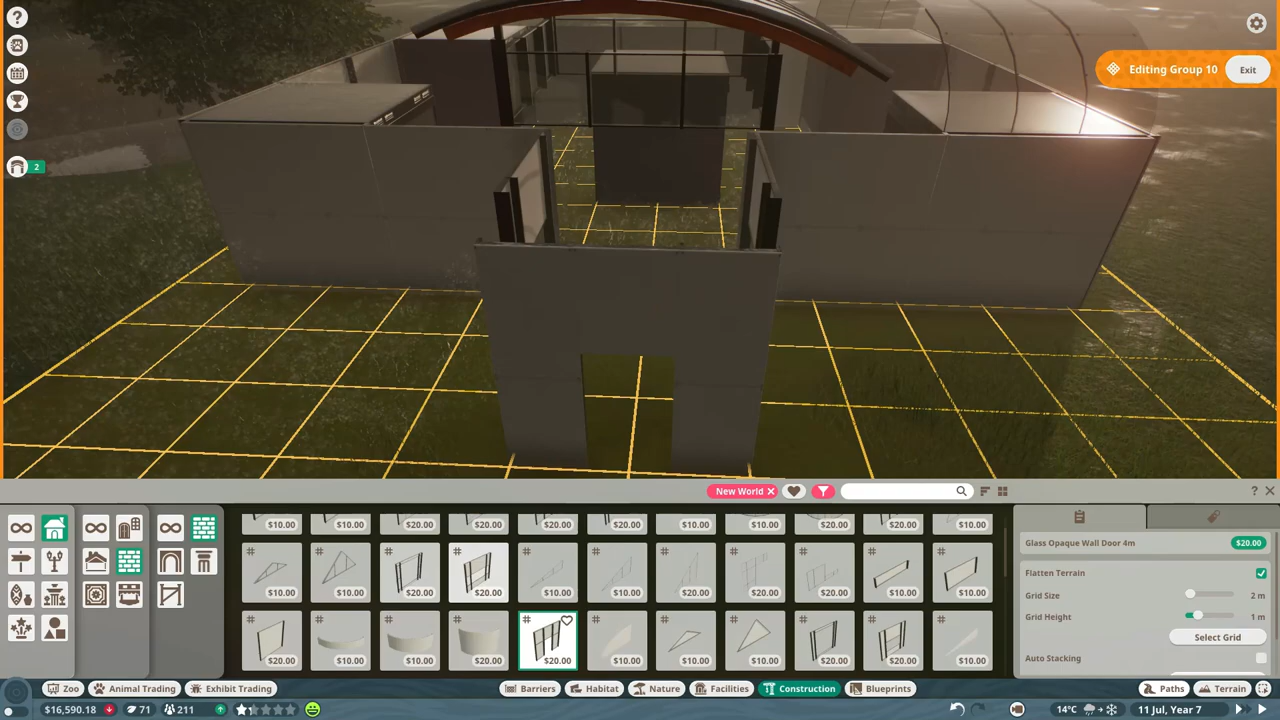 ?
Editing Group 10
Exit
2
New World ×
? ×
$10.00 $10.00 $20.00 $20.00 $20.00 $20.00 $10.00 $10.00 $20.00 $20.00 $10.00
$10.00 $10.00 $20.00 $20.00 $10.00 $10.00 $20.00 $20.00 $20.00 $10.00 $10.00
$20.00 $10.00 $10.00 $20.00 $20.00 $10.00 $10.00 $10.00 $20.00 $20.00 $10.00
Glass Opaque Wall Door 4m $20.00
Flatten Terrain
Grid Size 2 m
Grid Height 1 m
Select Grid
Auto Stacking
Zoo Animal Trading Exhibit Trading Barriers Habitat Nature Facilities Construction Blueprints Paths Terrain
$16,590.18 71 211 14°C 11 Jul, Year 7